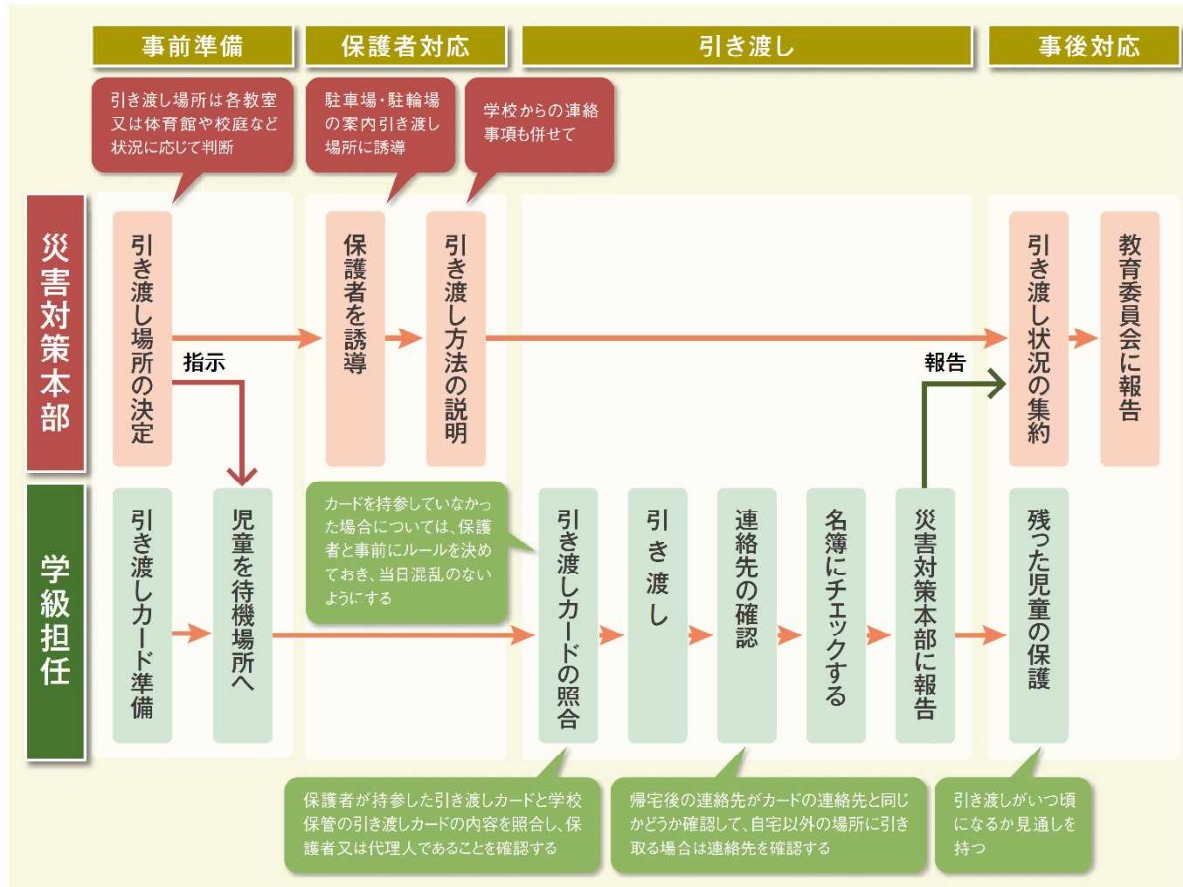 事前準備
保護者対応
引き渡し
事後対応
引き渡し場所は各教室
又は体育館や校庭など
状況に応じて判断
駐車場・駐輪場
の案内引き渡し
場所に誘導
学校からの連絡
事項も併せて
災害対策本部
引き渡し場所の決定
指示
保護者を誘導
引き渡し方法の説明
報告
引き渡し状況の集約
教育委員会に報告
学級担任
引き渡しカード準備
児童を待機場所へ
カードを持参していなかっ
た場合については、保護
者と事前にルールを決め
ておき、当日混乱のない
ようにする
引き渡しカードの照合
引き渡し
連絡先の確認
名簿にチェックする
災害対策本部に報告
残った児童の保護
保護者が持参した引き渡しカードと学校
保管の引き渡しカードの内容を照合し、保
護者又は代理人であることを確認する
帰宅後の連絡先がカードの連絡先と同じ
かどうか確認して、自宅以外の場所に引き
取る場合は連絡先を確認する
引き渡しがいつ頃
になるか見通しを
持つ